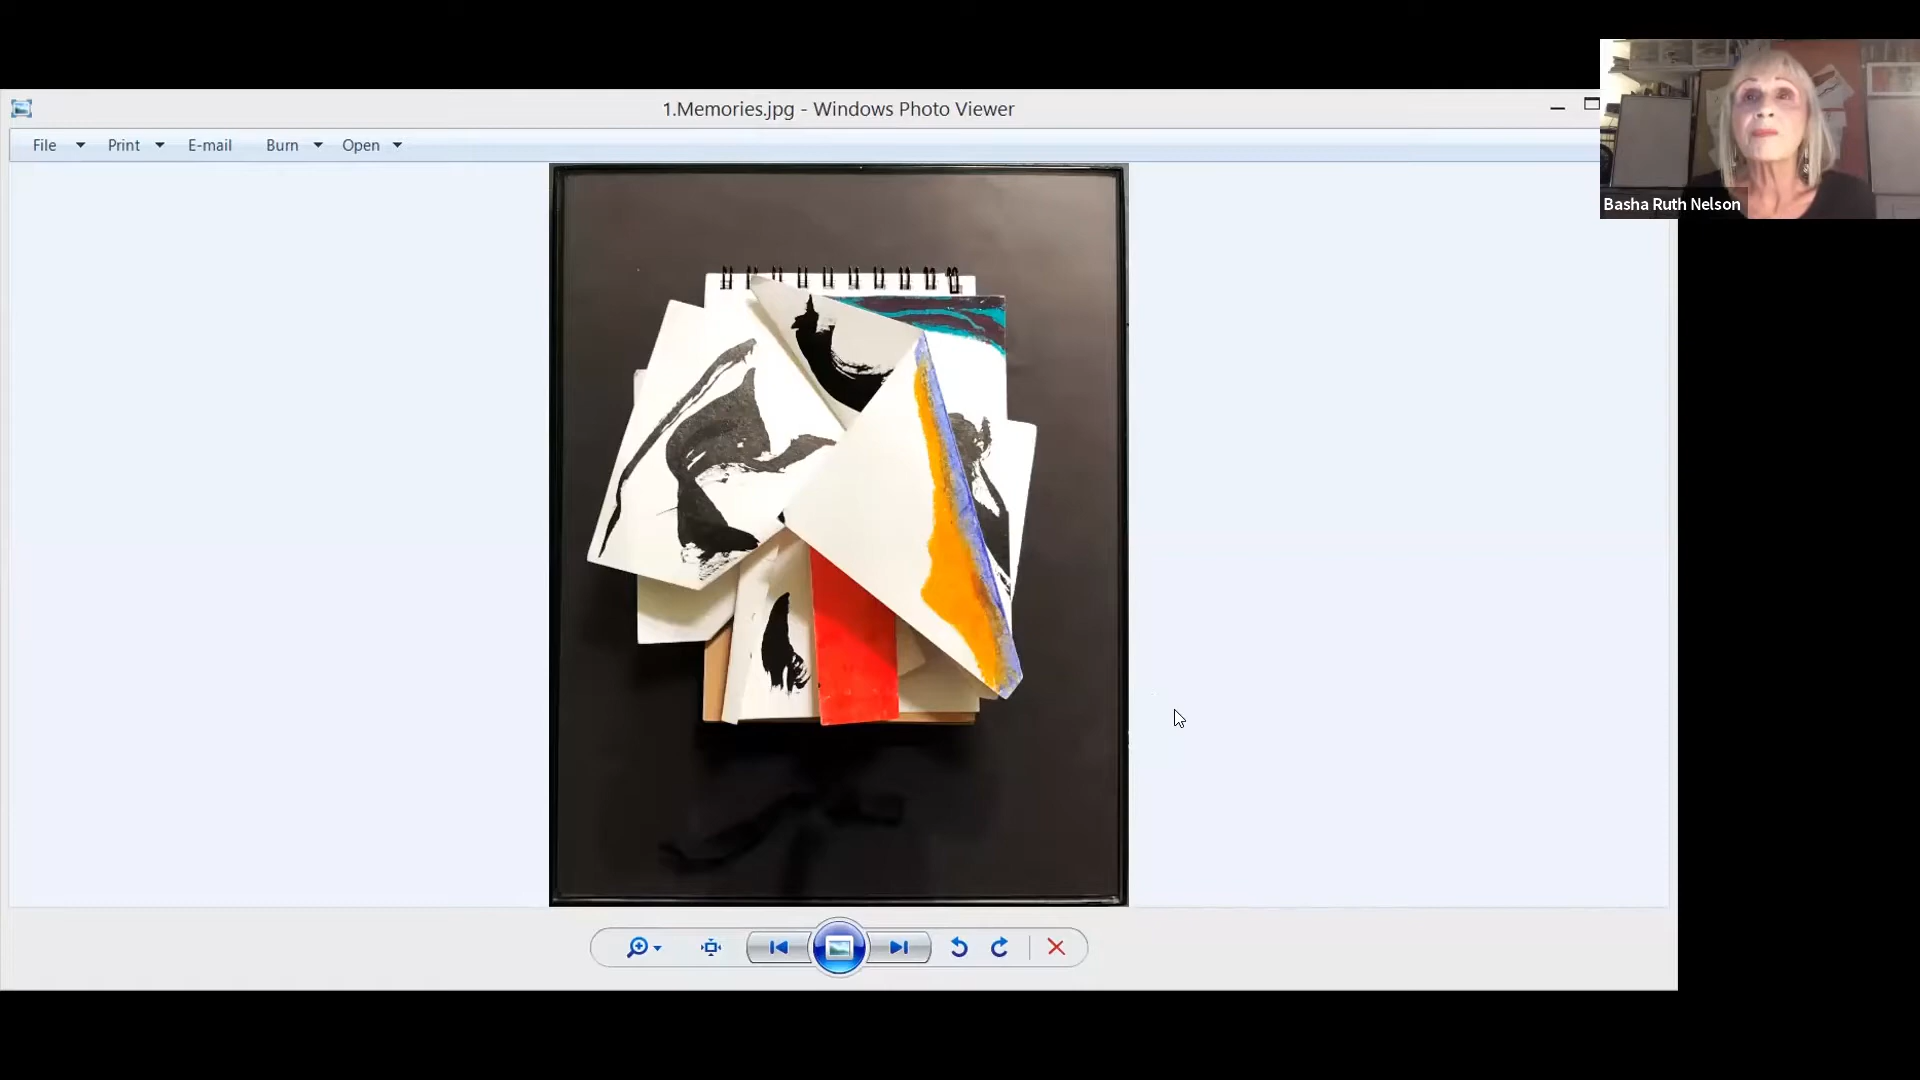 1.Memories.jpg - Windows Photo Viewer
File Print E-mail Burn Open
Basha Ruth Nelson